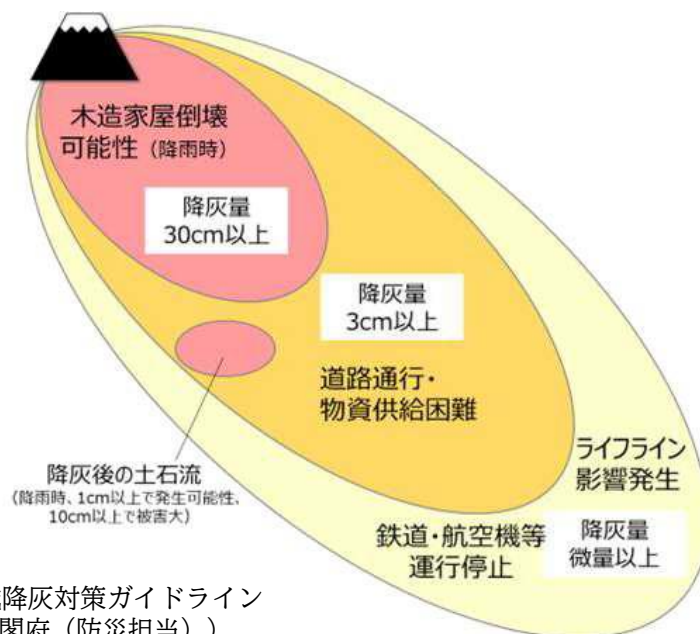 木造家屋倒壊
可能性（降雨時）
降灰量
30cm以上
降灰量
3cm以上
道路通行・
物資供給困難
降灰後の土石流
（降雨時、1cm以上で発生可能性、
10cm以上で被害大）
ライフライン
影響発生
鉄道・航空機等
運行停止
降灰量
微量以上
降灰対策ガイドライン
閣府（防災担当））